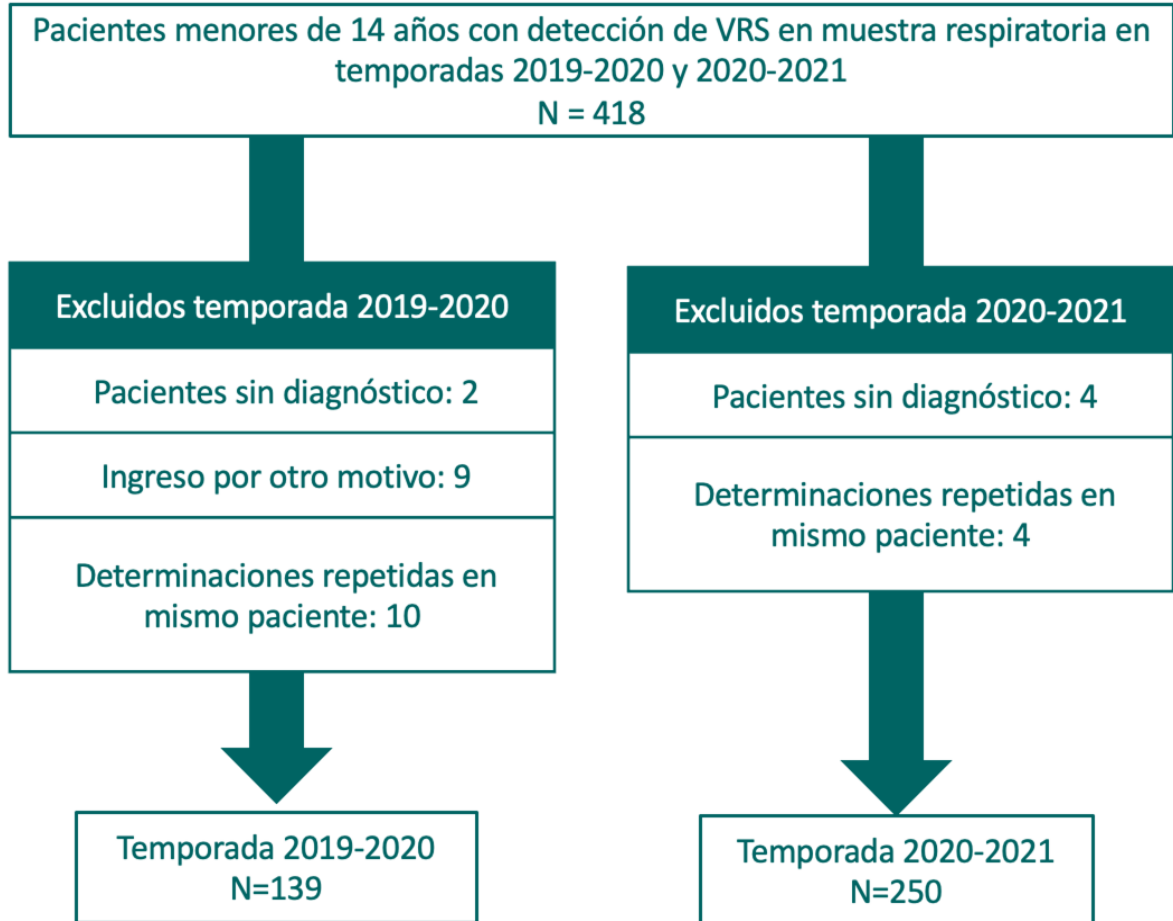 Pacientes menores de 14 años con detección de VRS en muestra respiratoria en
temporadas 2019-2020 y 2020-2021
N = 418
Excluidos temporada 2019-2020
Pacientes sin diagnóstico: 2
Ingreso por otro motivo: 9
Determinaciones repetidas en
mismo paciente: 10
Temporada 2019-2020
N=139
Excluidos temporada 2020-2021
Pacientes sin diagnóstico: 4
Determinaciones repetidas en
mismo paciente: 4
Temporada 2020-2021
N=250